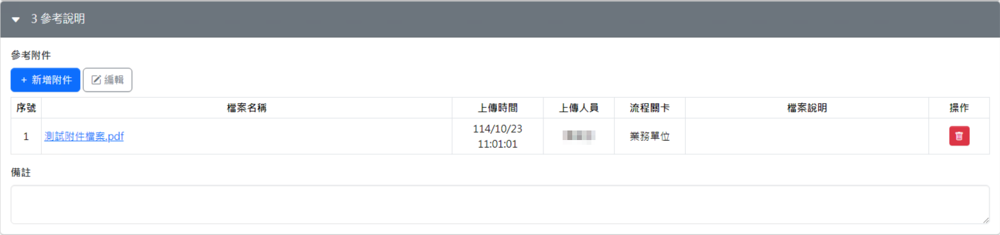 3 參考說明
參考附件
+ 新增附件 編輯
序號 檔案名稱 上傳時間 上傳人員 流程關卡 檔案說明 操作
1 測試附件檔案.pdf 114/10/23 11:01:01 業務單位
備註